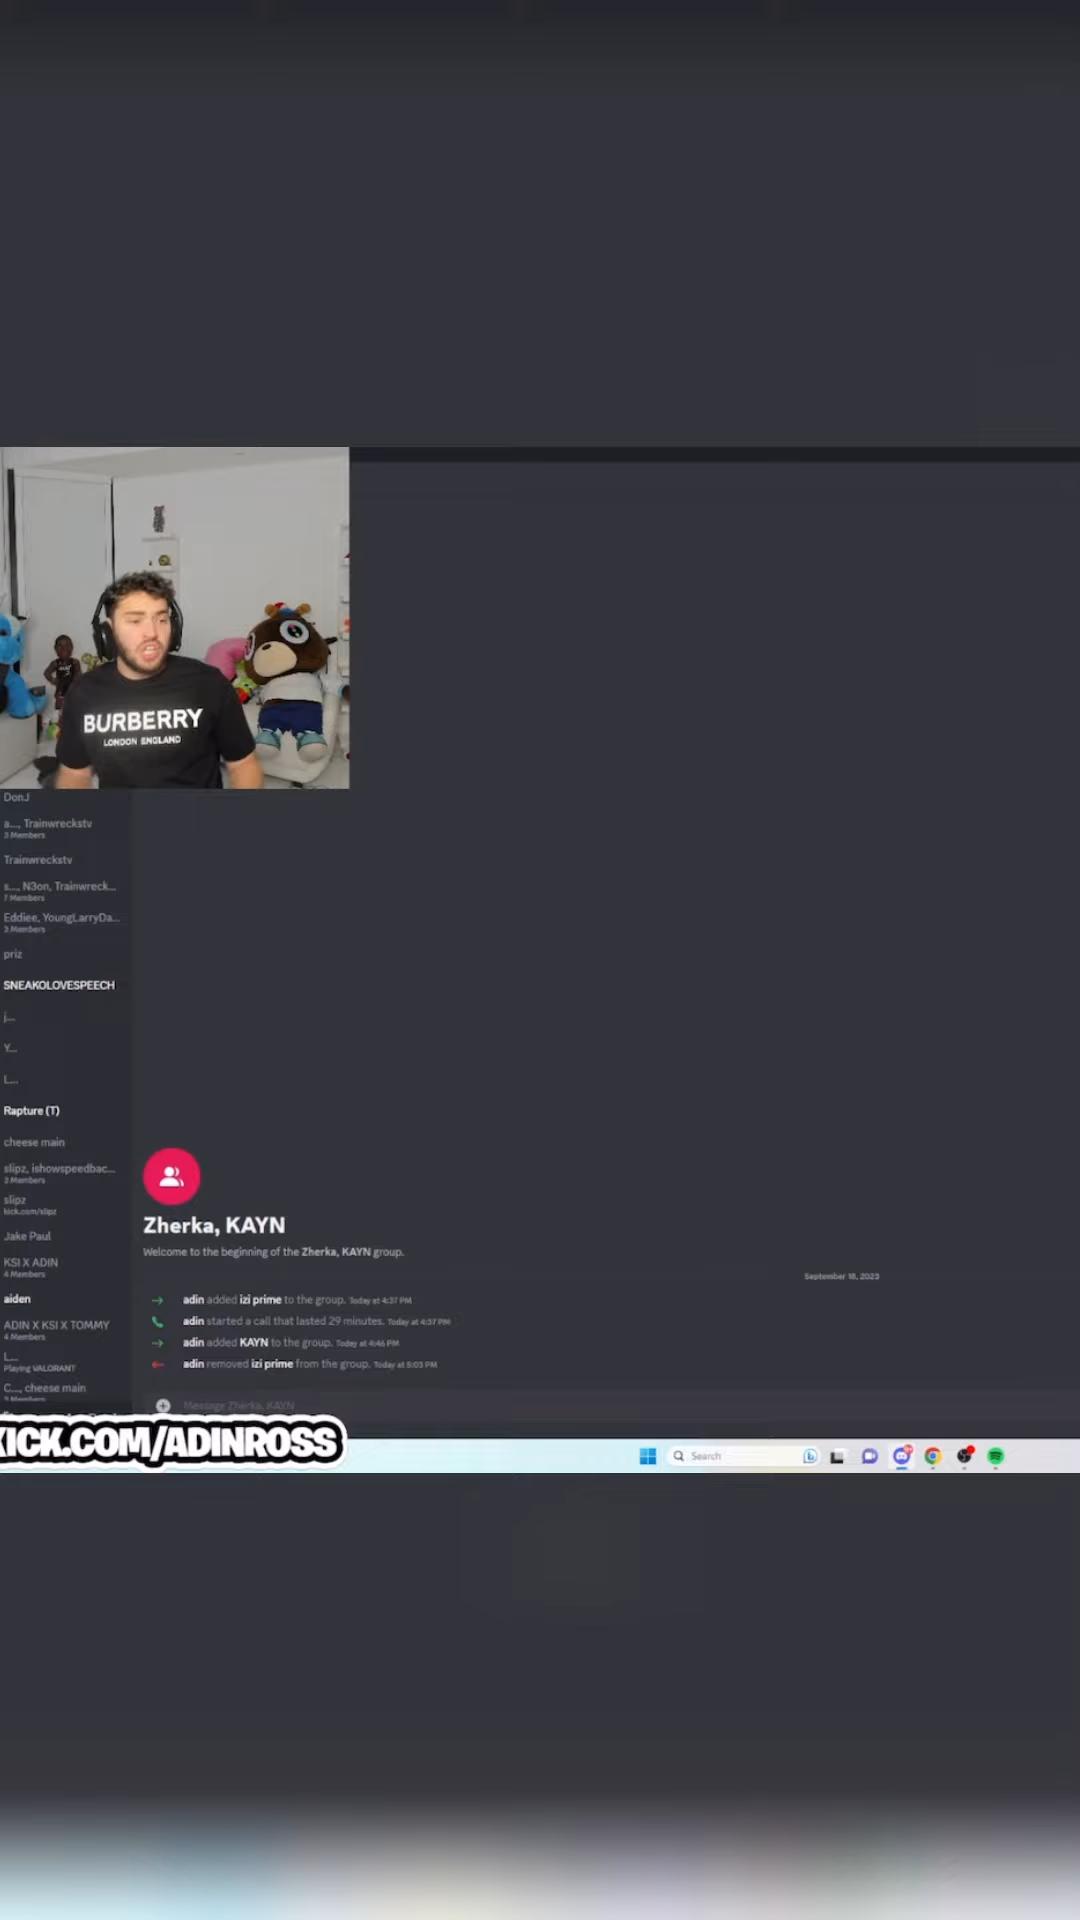 BURBERRY
LONDON ENGLAND
DonJ
a..., Trainwreckstv
3 Members
Trainwreckstv
s..., N3on, Trainwreck...
7 Members
Eddiee, YoungLarryDa...
3 Members
priz
SNEAKOLOVESPEECH
j...
Y...
L...
Rapture (T)
cheese main
slipz, ishowspeedbac...
3 Members
slipz
kick.com/slipz
Jake Paul
KSI X ADIN
4 Members
aiden
ADIN X KSI X TOMMY
4 Members
L...
Playing VALORANT
C..., cheese main
Members
Zherka, KAYN
Welcome to the beginning of the Zherka, KAYN group.
September 18, 2023
adin added izi prime to the group. Today at 4:37 PM
adin started a call that lasted 29 minutes. Today at 4:37 PM
adin added KAYN to the group. Today at 4:46 PM
adin removed izi prime from the group. Today at 5:03 PM
Message Zherka, KAYN
KICK.COM/ADINROSS
Search